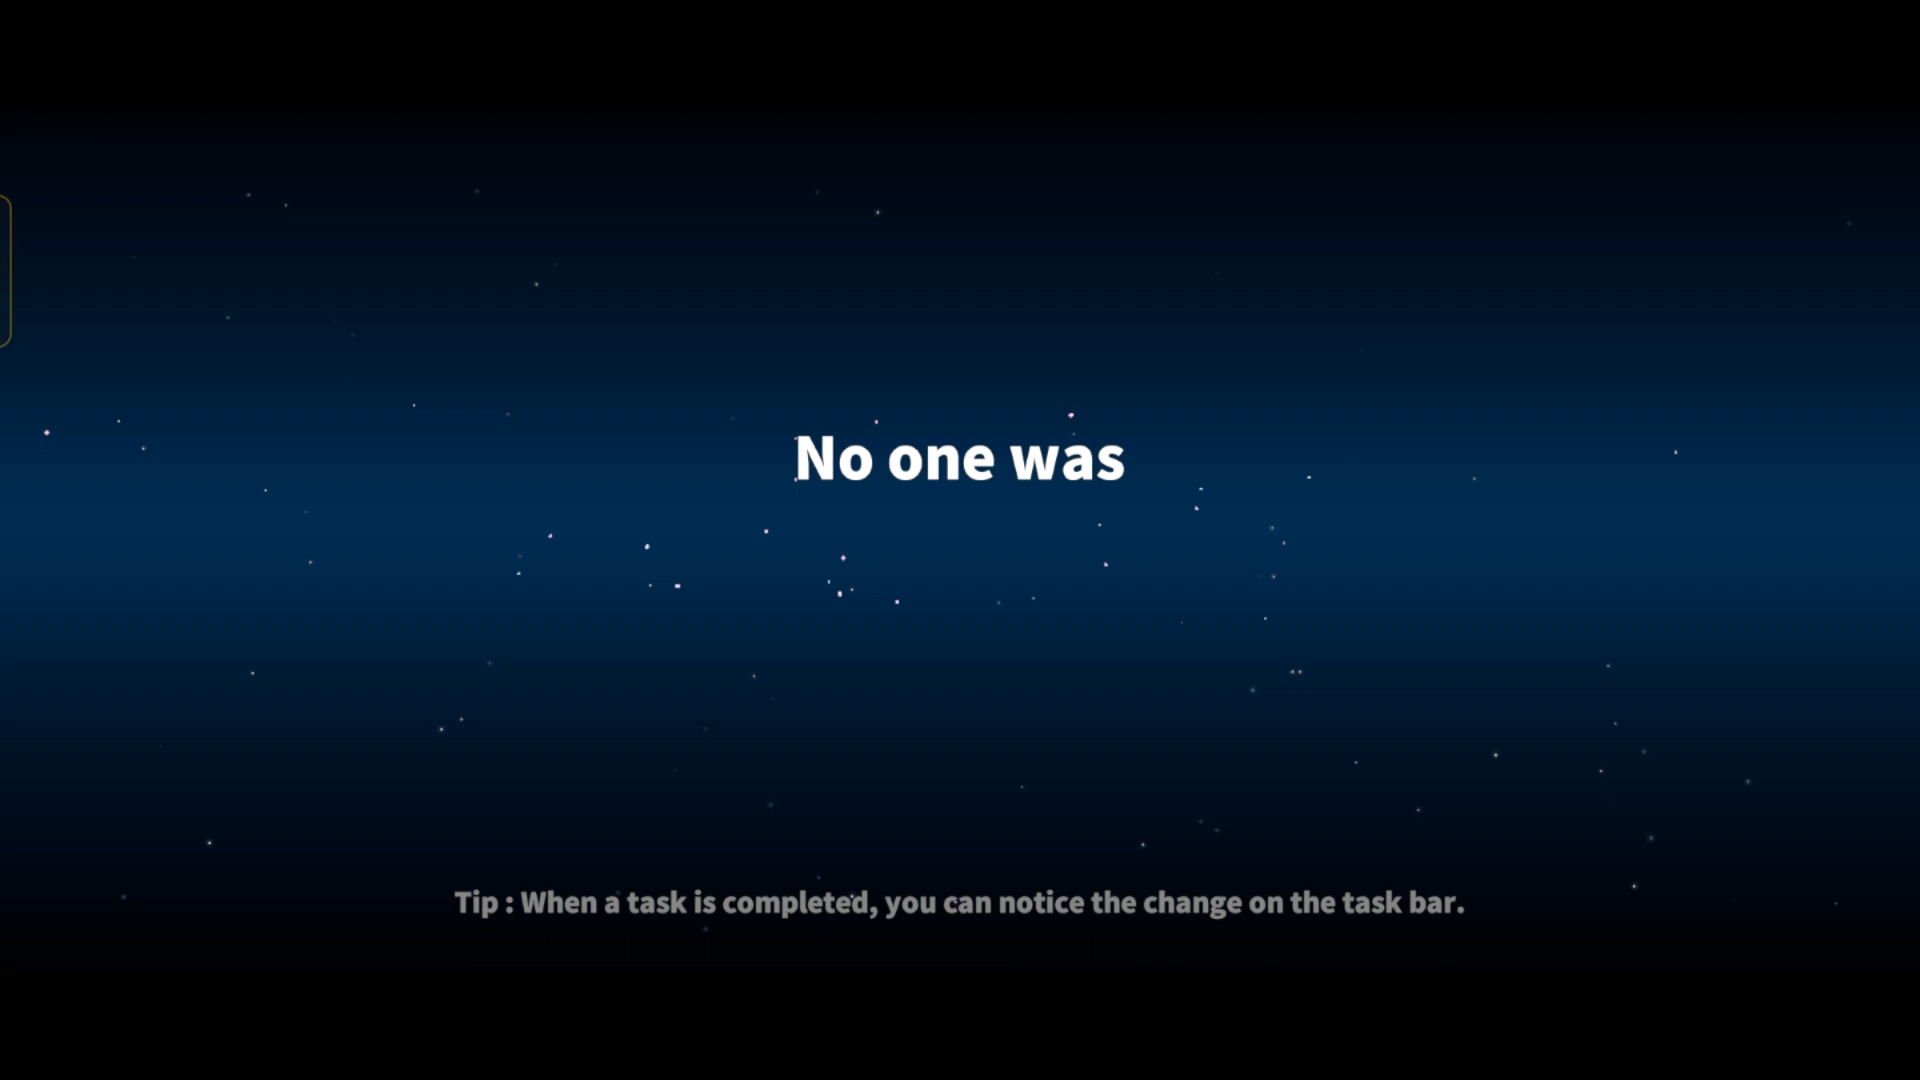 No one was
Tip : When a task is completed, you can notice the change on the task bar.